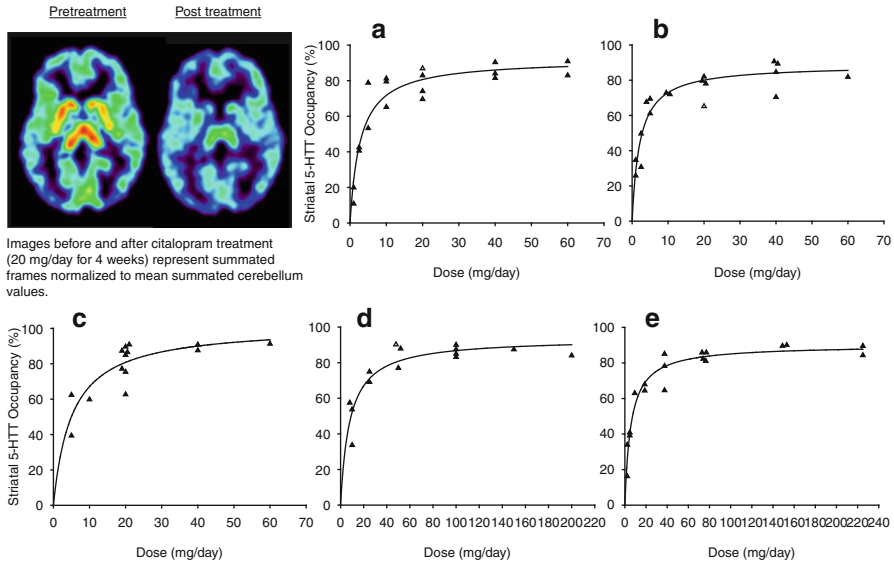 Pretreatment Post treatment
Images before and after citalopram treatment
(20 mg/day for 4 weeks) represent summated
frames normalized to mean summated cerebellum
values.
a
Striatal 5-HTT Occupancy (%)
100
80
60
40
20
0
0 10 20 30 40 50 60 70
Dose (mg/day)
b
100
80
60
40
20
0
0 10 20 30 40 50 60 70
Dose (mg/day)
c
Striatal 5-HTT Occupancy (%)
100
80
60
40
20
0
0 10 20 30 40 50 60 70
Dose (mg/day)
d
100
80
60
40
20
0
0 20 40 60 80 100 120 140 160 180 200 220
Dose (mg/day)
e
100
80
60
40
20
0
0 20 40 60 80 100 120 140 160 180 200 220 240
Dose (mg/day)